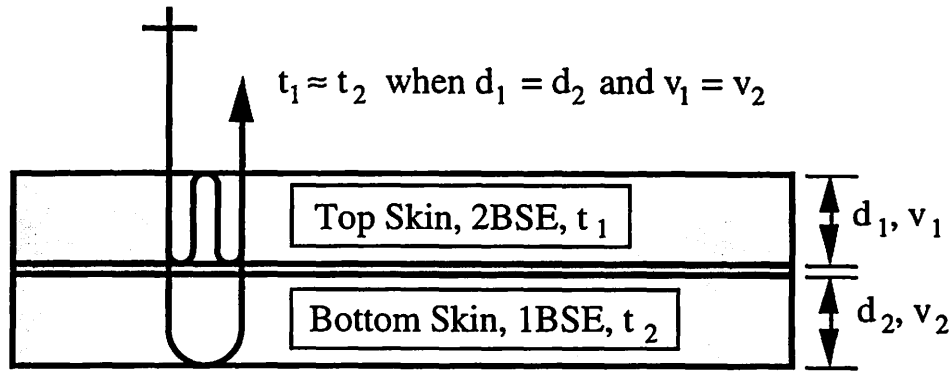 t₁ ≈ t₂ when d₁ = d₂ and v₁ = v₂
Top Skin, 2BSE, t₁
d₁, v₁
Bottom Skin, 1BSE, t₂
d₂, v₂